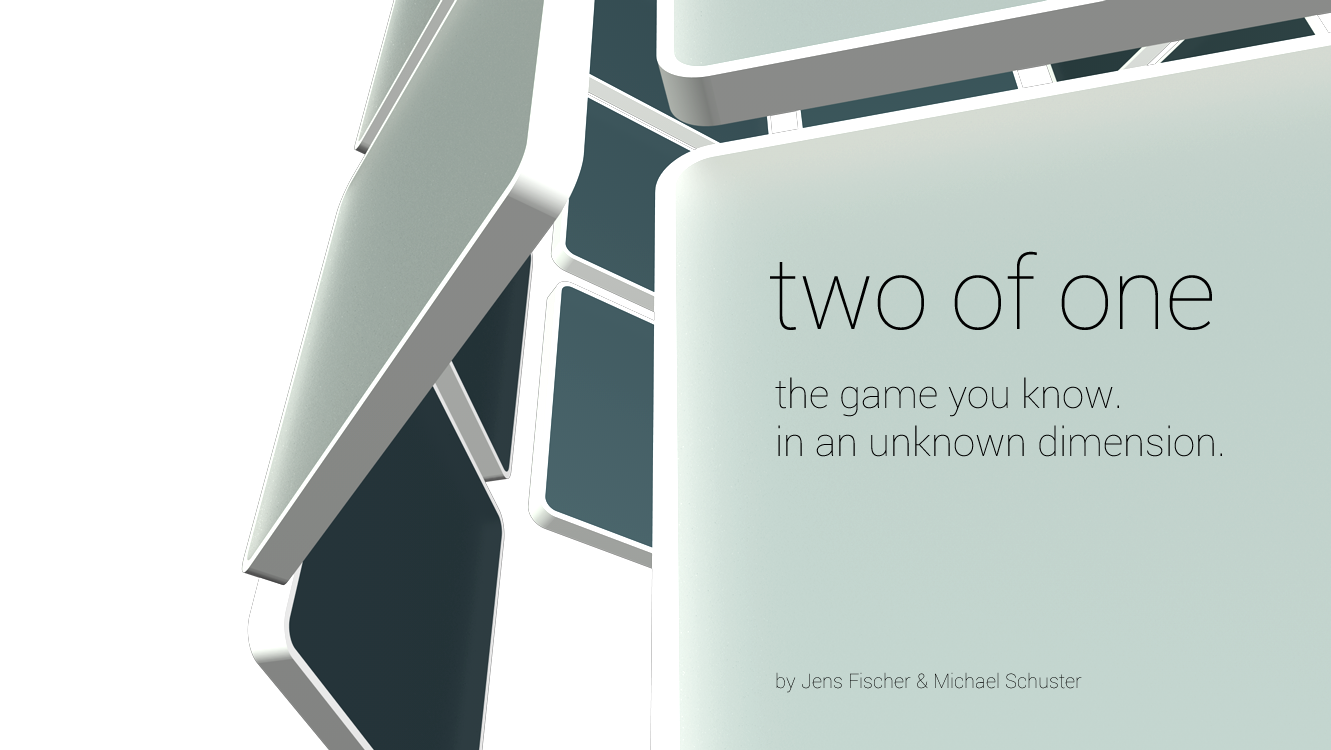 two of one
the game you know.
in an unknown dimension.
by Jens Fischer & Michael Schuster